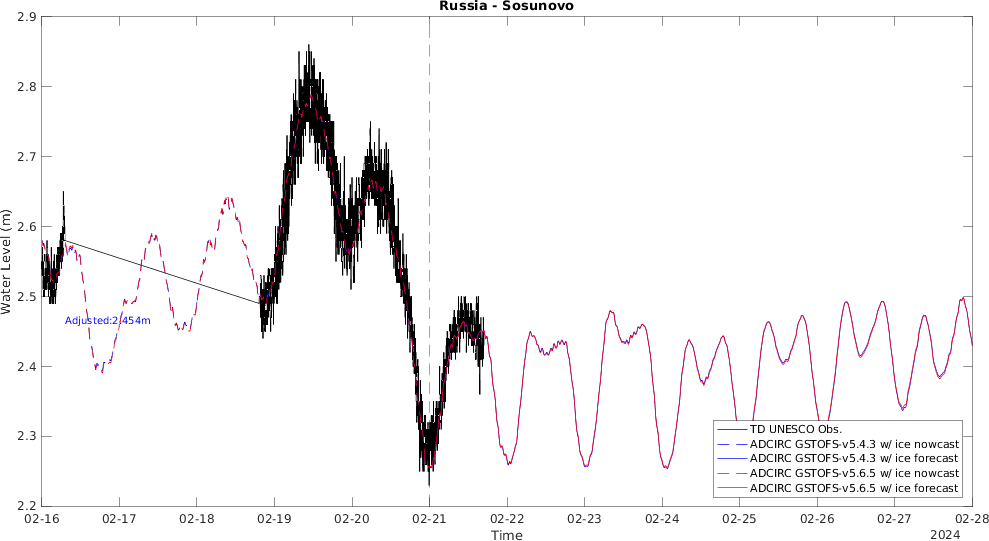 Russia - Sosunovo
2.9
2.8
2.7
2.6
2.5
2.4
2.3
2.2
Water Level (m)
Adjusted:2.454m
TD UNESCO Obs.
ADCIRC GSTOFS-v5.4.3 w/ ice nowcast
ADCIRC GSTOFS-v5.4.3 w/ ice forecast
ADCIRC GSTOFS-v5.6.5 w/ ice nowcast
ADCIRC GSTOFS-v5.6.5 w/ ice forecast
02-16 02-17 02-18 02-19 02-20 02-21 02-22 02-23 02-24 02-25 02-26 02-27 02-28
Time
2024